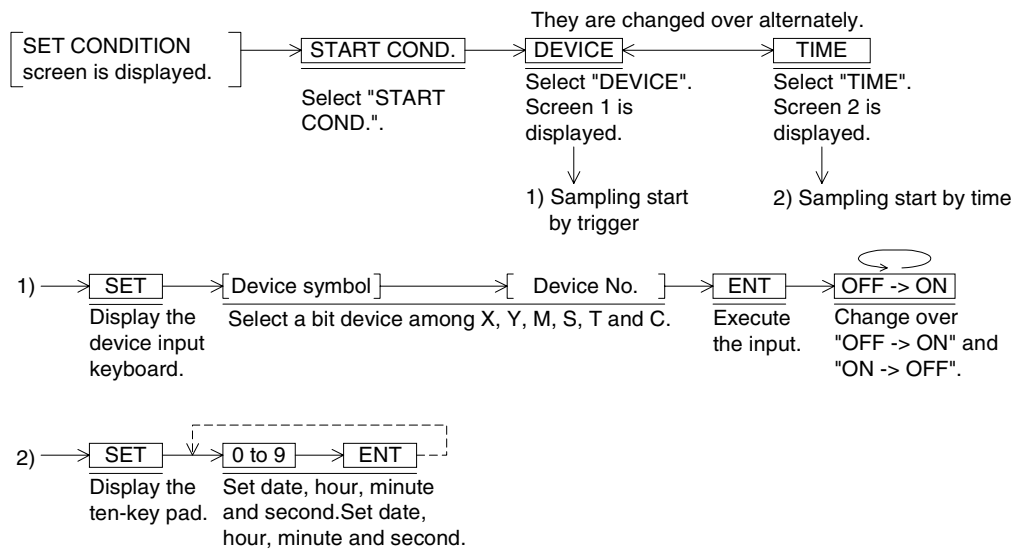 They are changed over alternately.
SET CONDITION
screen is displayed.
START COND.
DEVICE
TIME
Select "START
COND.".
Select "DEVICE".
Screen 1 is
displayed.
Select "TIME".
Screen 2 is
displayed.
1) Sampling start
by trigger
2) Sampling start by time
1)
SET
Device symbol
Device No.
ENT
OFF -> ON
Display the
device input
keyboard.
Select a bit device among X, Y, M, S, T and C.
Execute
the input.
Change over
"OFF -> ON" and
"ON -> OFF".
2)
SET
0 to 9
ENT
Display the
ten-key pad.
Set date, hour, minute
and second.Set date,
hour, minute and second.